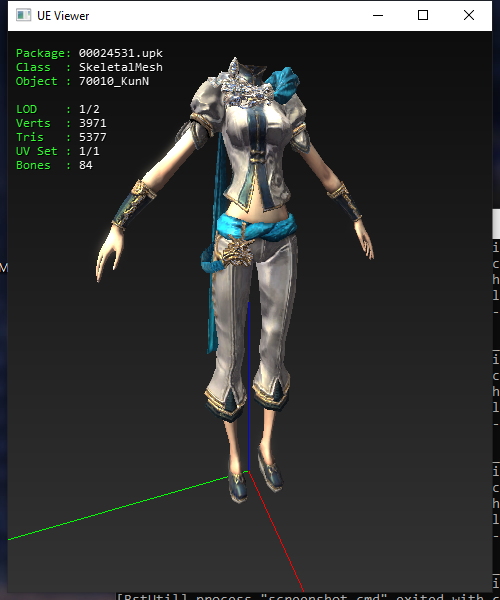 UE Viewer
Package: 00024531.upk
Class  : SkeletalMesh
Object : 70010_KunN
LOD    : 1/2
Verts  : 3971
Tris   : 5377
UV Set : 1/1
Bones  : 84
M
i
c
h
l
-
i
c
h
l
-
i
c
h
l
-
i
[BstUtil] process "screenshot.cmd" exited with c